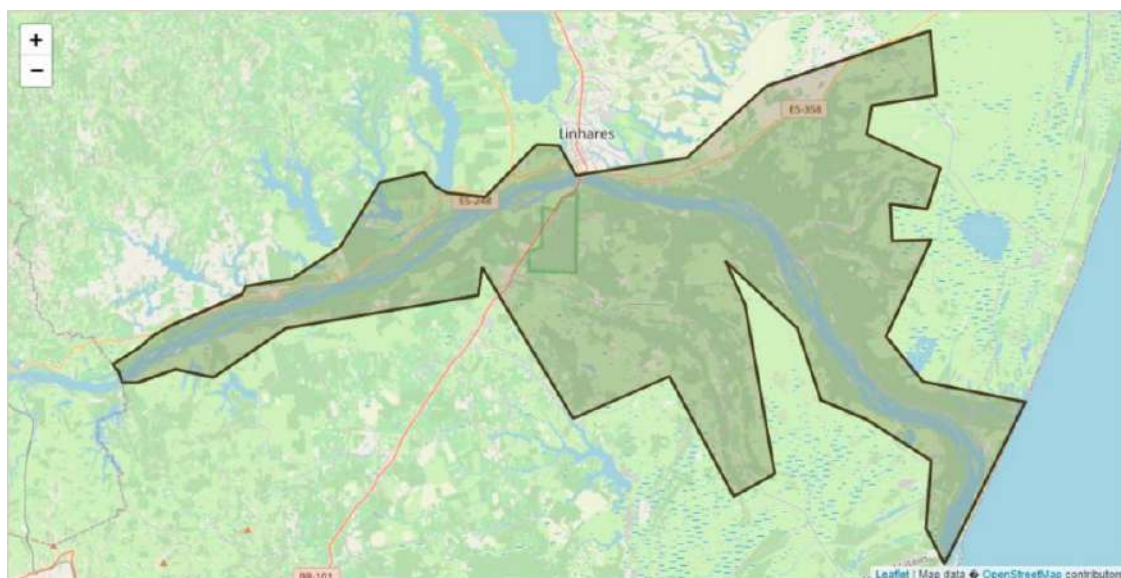 +
−
Linhares
ES-358
ES-248
BR-101
Leaflet | Map data � OpenStreetMap contributors